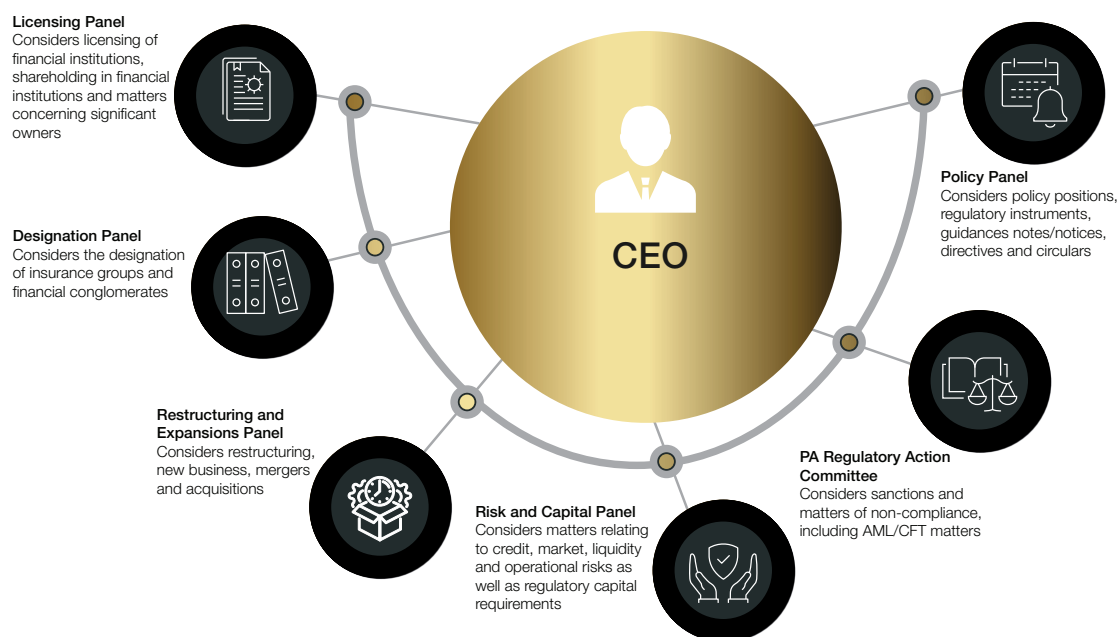 Licensing Panel
Considers licensing of
financial institutions,
shareholding in financial
institutions and matters
concerning significant
owners
Designation Panel
Considers the designation
of insurance groups and
financial conglomerates
Restructuring and
Expansions Panel
Considers restructuring,
new business, mergers
and acquisitions
Risk and Capital Panel
Considers matters relating
to credit, market, liquidity
and operational risks as
well as regulatory capital
requirements
CEO
PA Regulatory Action
Committee
Considers sanctions and
matters of non-compliance,
including AML/CFT matters
Policy Panel
Considers policy positions,
regulatory instruments,
guidances notes/notices,
directives and circulars